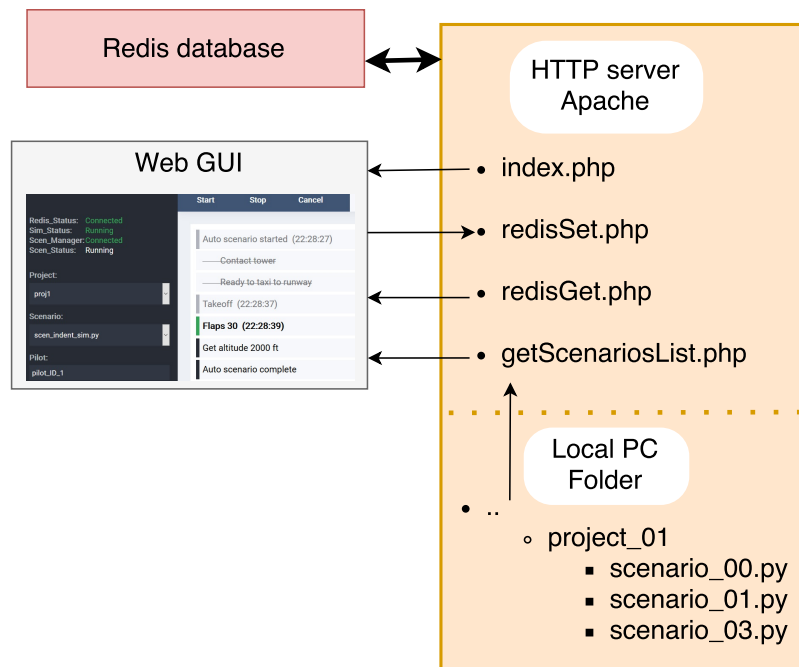 Redis database
HTTP server
Apache
index.php
redisSet.php
redisGet.php
getScenariosList.php
Web GUI
Start Stop Cancel
Redis_Status: Connected
Sim_Status: Running
Scen_Manager: Connected
Scen_Status: Running
Project:
proj1
Scenario:
scen_indent_sim.py
Pilot:
pilot_ID_1
Auto scenario started (22:28:27)
Contact tower
Ready to taxi to runway
Takeoff (22:28:37)
Flaps 30 (22:28:39)
Get altitude 2000 ft
Auto scenario complete
Local PC
Folder
..
project_01
scenario_00.py
scenario_01.py
scenario_03.py